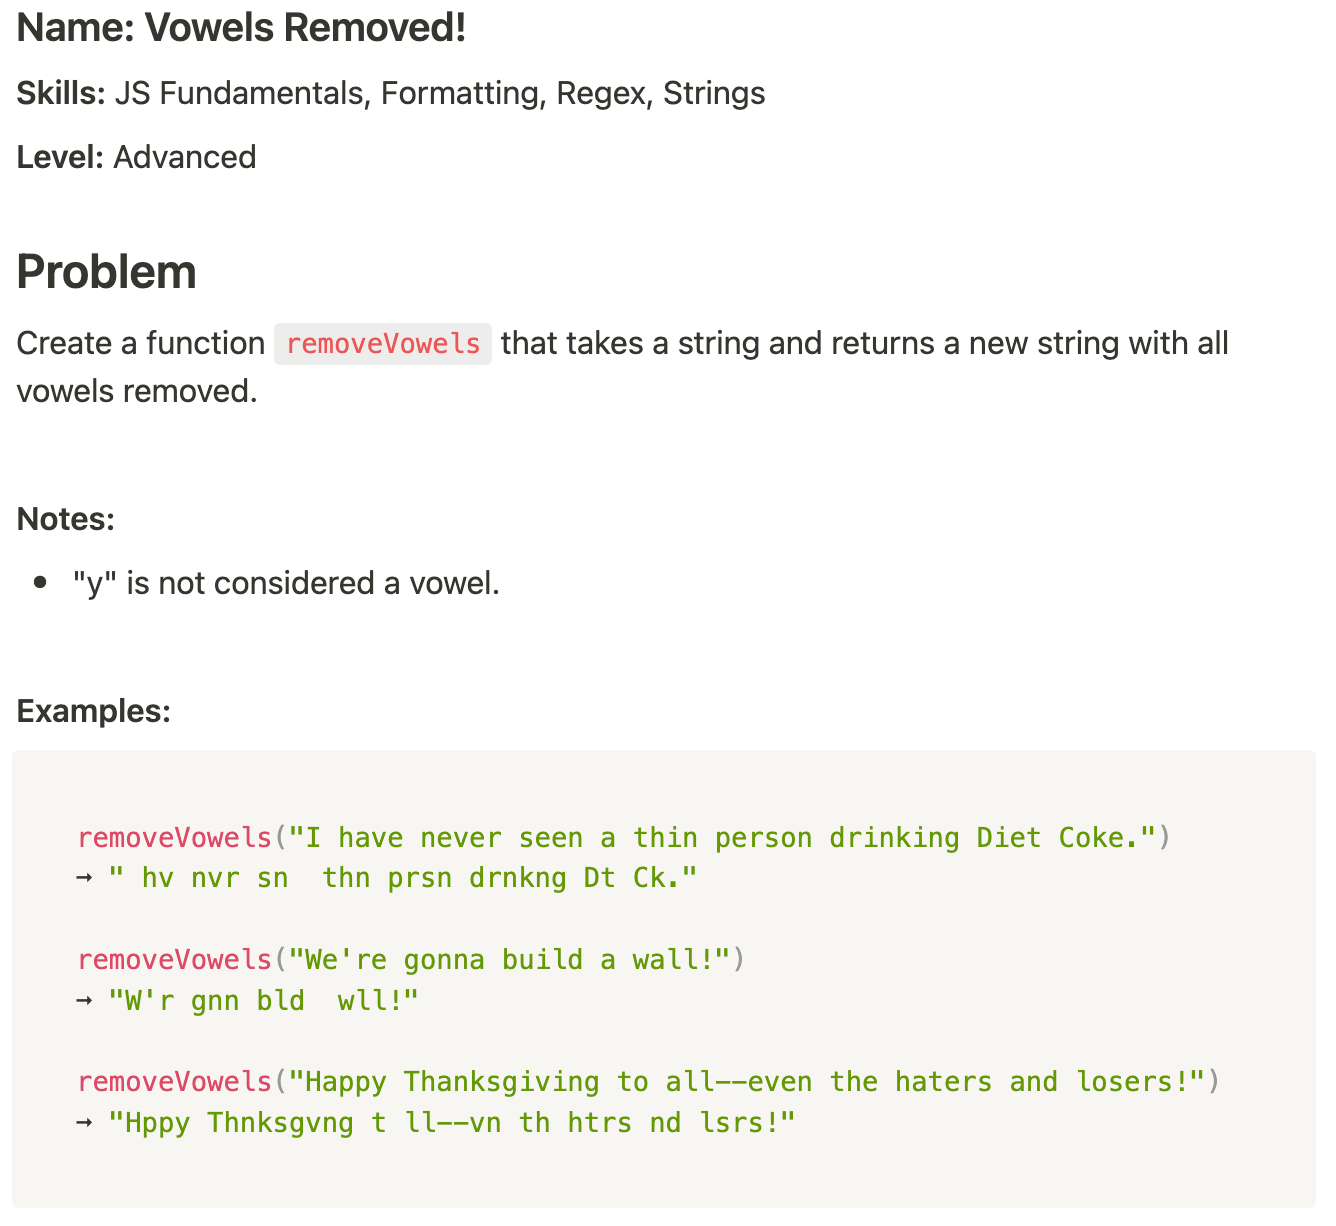 Name: Vowels Removed!
Skills: JS Fundamentals, Formatting, Regex, Strings
Level: Advanced
Problem
Create a function removeVowels that takes a string and returns a new string with all
vowels removed.
Notes:
• "y" is not considered a vowel.
Examples:
removeVowels("I have never seen a thin person drinking Diet Coke.")
→ " hv nvr sn  thn prsn drnkng Dt Ck."
removeVowels("We're gonna build a wall!")
→ "W'r gnn bld  wll!"
removeVowels("Happy Thanksgiving to all--even the haters and losers!")
→ "Hppy Thnksgvng t ll--vn th htrs nd lsrs!"